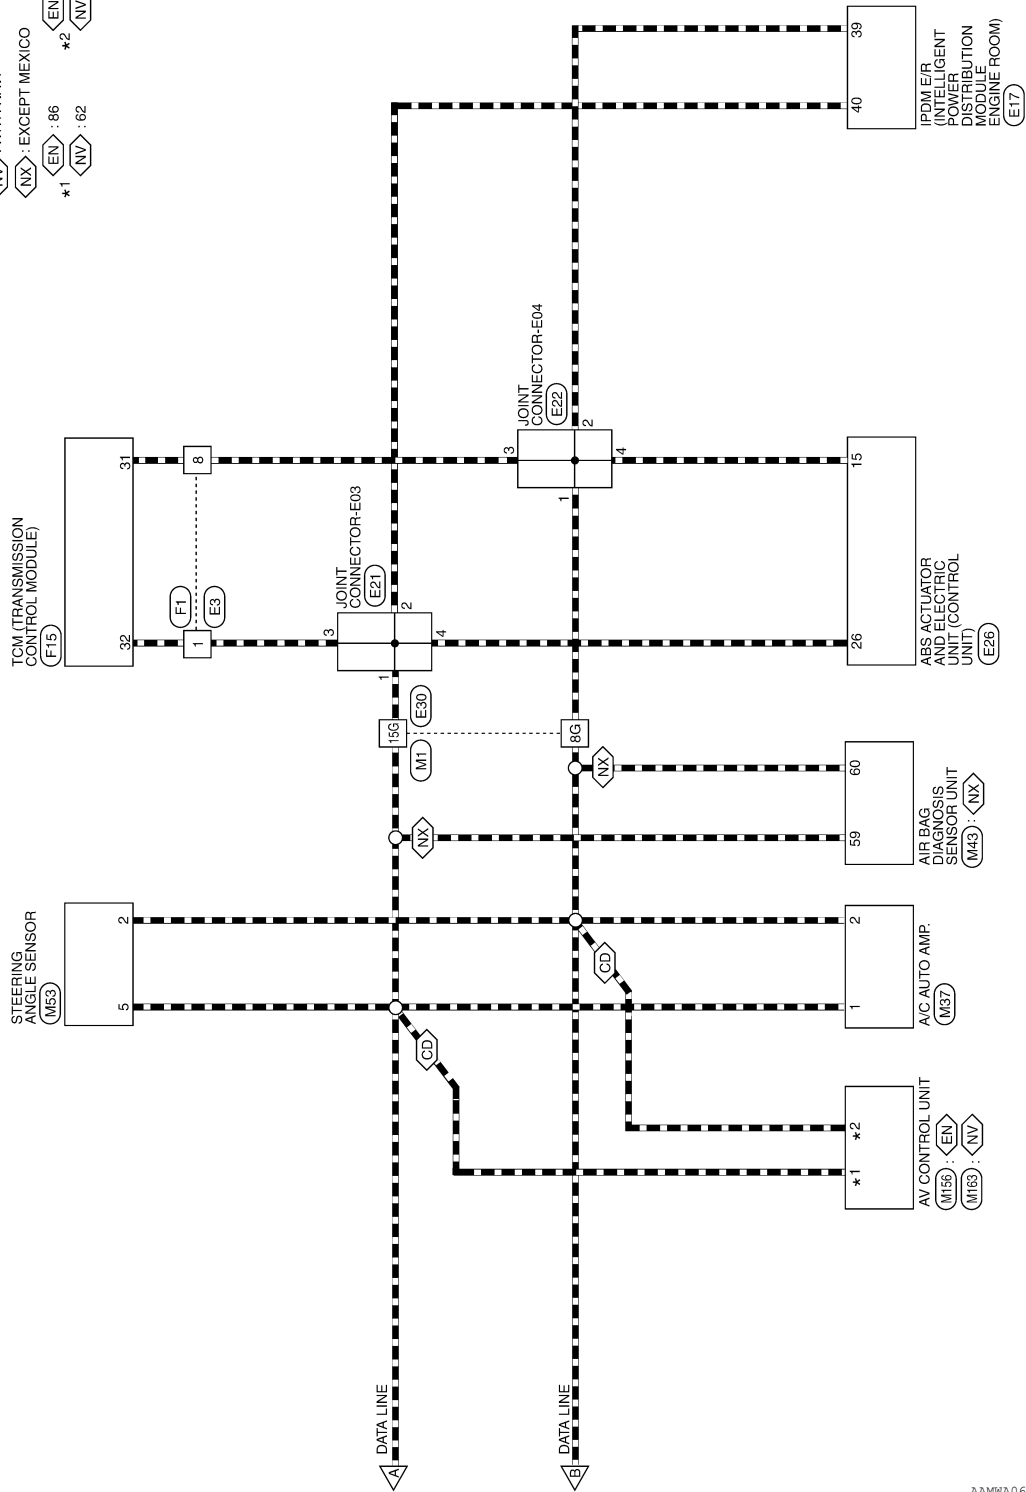 NX : EXCEPT MEXICO
*1 EN : 86
NV : 62
*2 EN
NV
STEERING
ANGLE SENSOR
M53
5
2
TCM (TRANSMISSION
CONTROL MODULE)
F15
32
31
1
F1
E3
8
JOINT
CONNECTOR-E03
E21
1
2
3
4
JOINT
CONNECTOR-E04
E22
1
2
3
4
DATA LINE
A
DATA LINE
B
CD
CD
NX
NX
15G
M1
E30
8G
*1
*2
AV CONTROL UNIT
M156 : EN
M163 : NV
1
2
A/C AUTO AMP.
M37
59
60
AIR BAG
DIAGNOSIS
SENSOR UNIT
M43 : NX
26
15
ABS ACTUATOR
AND ELECTRIC
UNIT (CONTROL
UNIT)
E26
40
39
IPDM E/R
(INTELLIGENT
POWER
DISTRIBUTION
MODULE
ENGINE ROOM)
E17